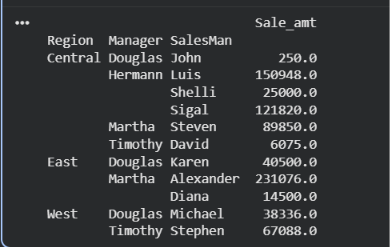 •••
Sale_amt
Region Manager SalesMan
Central Douglas John 250.0
Hermann Luis 150948.0
Shelli 25000.0
Sigal 121820.0
Martha Steven 89850.0
Timothy David 6075.0
East Douglas Karen 40500.0
Martha Alexander 231076.0
Diana 14500.0
West Douglas Michael 38336.0
Timothy Stephen 67088.0